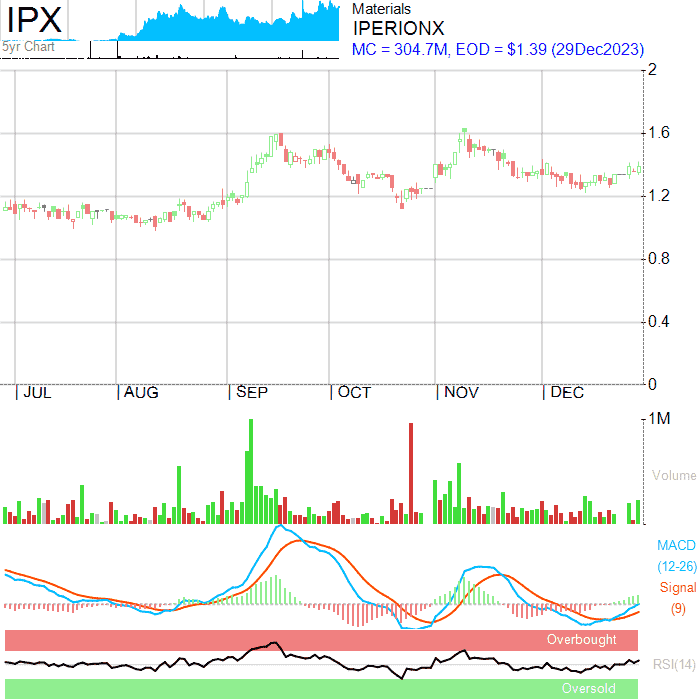 IPX
5yr Chart
Materials
IPERIONX
MC = 304.7M, EOD = $1.39 (29Dec2023)
2
1.6
1.2
0.8
0.4
0
JUL AUG SEP OCT NOV DEC
1M
Volume
MACD
(12-26)
Signal
(9)
Overbought
RSI(14)
Oversold